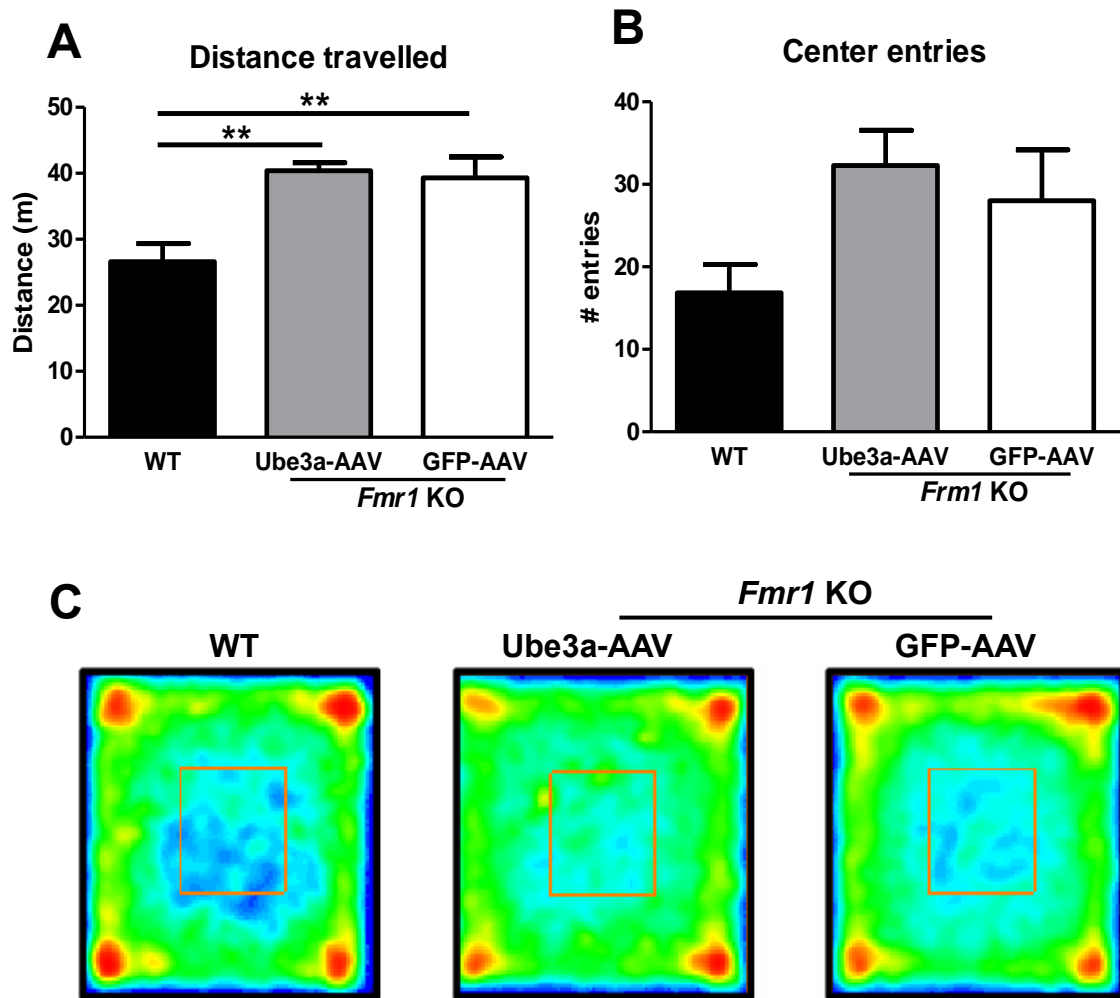 A
Distance travelled
**
**
50
40
30
20
10
0
Distance (m)
WT
Ube3a-AAV
GFP-AAV
Fmr1 KO
B
Center entries
40
30
20
10
0
# entries
WT
Ube3a-AAV
GFP-AAV
Frm1 KO
C
Fmr1 KO
WT
Ube3a-AAV
GFP-AAV